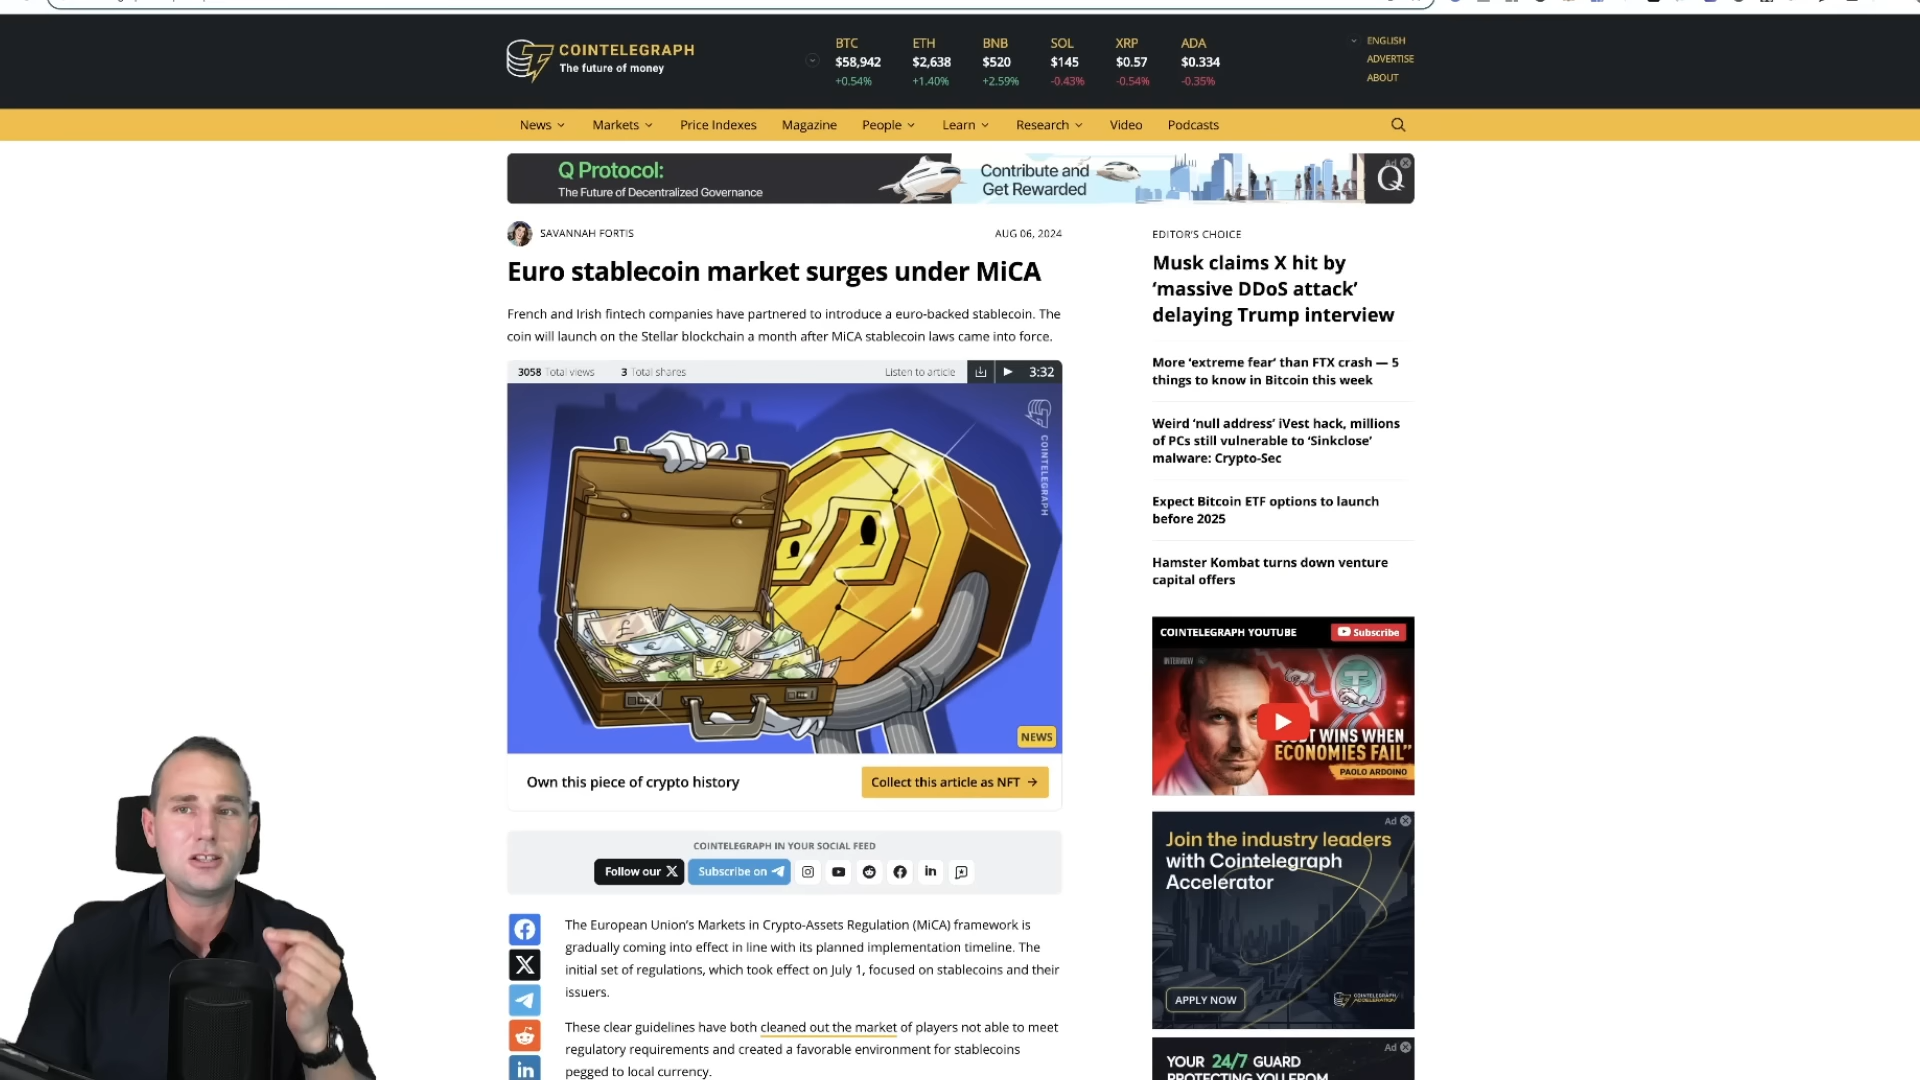 COINTELEGRAPH
The future of money
BTC
$58,942
+0.54%
ETH
$2,638
+1.40%
BNB
$520
+2.59%
SOL
$145
-0.43%
XRP
$0.57
-0.54%
ADA
$0.334
-0.35%
ENGLISH
ADVERTISE
ABOUT
News
Markets
Price Indexes
Magazine
People
Learn
Research
Video
Podcasts
Q Protocol:
The Future of Decentralized Governance
Contribute and
Get Rewarded
Q
Ad
SAVANNAH FORTIS
AUG 06, 2024
Euro stablecoin market surges under MiCA
French and Irish fintech companies have partnered to introduce a euro-backed stablecoin. The
coin will launch on the Stellar blockchain a month after MiCA stablecoin laws came into force.
3058 Total views
3 Total shares
Listen to article
3:32
COINTELEGRAPH
NEWS
Own this piece of crypto history
Collect this article as NFT →
COINTELEGRAPH IN YOUR SOCIAL FEED
Follow our X
Subscribe on
The European Union's Markets in Crypto-Assets Regulation (MiCA) framework is
gradually coming into effect in line with its planned implementation timeline. The
initial set of regulations, which took effect on July 1, focused on stablecoins and their
issuers.
These clear guidelines have both cleaned out the market of players not able to meet
regulatory requirements and created a favorable environment for stablecoins
pegged to local currency.
EDITOR'S CHOICE
Musk claims X hit by
‘massive DDoS attack’
delaying Trump interview
More ‘extreme fear’ than FTX crash — 5
things to know in Bitcoin this week
Weird ‘null address’ iVest hack, millions
of PCs still vulnerable to ‘Sinkclose’
malware: Crypto-Sec
Expect Bitcoin ETF options to launch
before 2025
Hamster Kombat turns down venture
capital offers
COINTELEGRAPH YOUTUBE
Subscribe
INTERVIEW
WINS WHEN
ECONOMIES FAIL”
PAOLO ARDOINO
Ad
Join the industry leaders
with Cointelegraph
Accelerator
APPLY NOW
Ad
YOUR 24/7 GUARD
PROTECTING YOU FROM